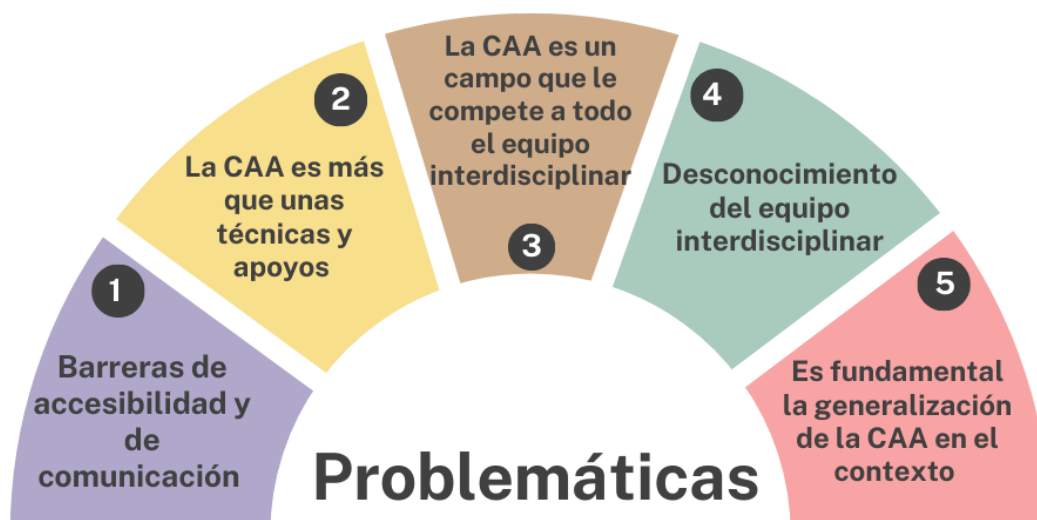 1
Barreras de
accesibilidad y
de
comunicación
2
La CAA es más
que unas
técnicas y
apoyos
La CAA es un
campo que le
compete a todo
el equipo
interdisciplinar
3
4
Desconocimiento
del equipo
interdisciplinar
5
Es fundamental
la generalización
de la CAA en el
contexto
Problemáticas